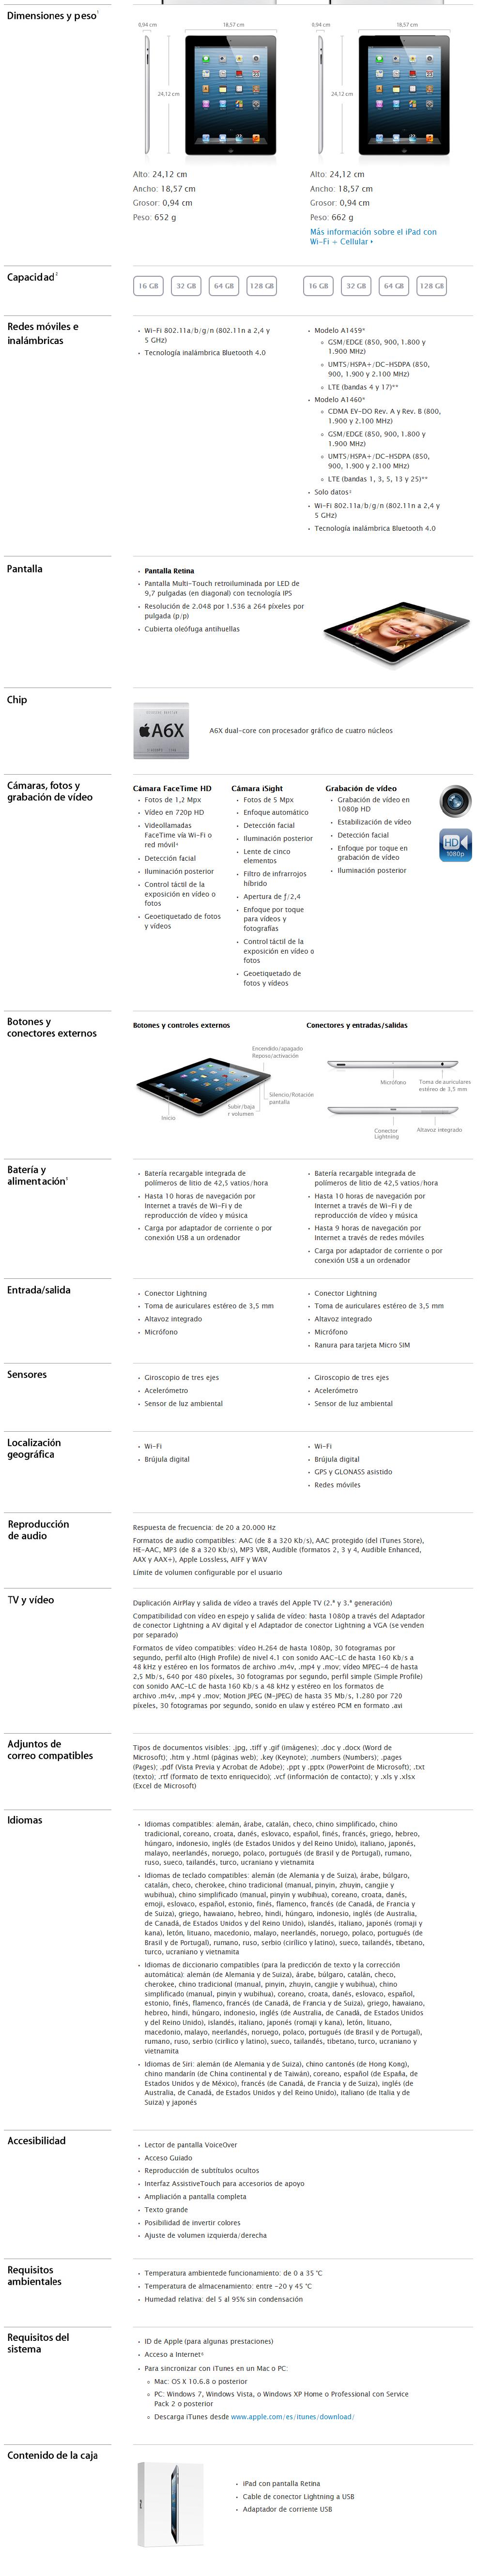 Dimensiones y peso¹
0,94 cm
18,57 cm
0,94 cm
18,57 cm
24,12 cm
24,12 cm
Alto: 24,12 cm
Ancho: 18,57 cm
Grosor: 0,94 cm
Peso: 652 g
Alto: 24,12 cm
Ancho: 18,57 cm
Grosor: 0,94 cm
Peso: 662 g
Más información sobre el iPad con
Wi-Fi + Cellular
Capacidad²
16 GB
32 GB
64 GB
128 GB
16 GB
32 GB
64 GB
128 GB
Redes móviles e
inalámbricas
Wi-Fi 802.11a/b/g/n (802.11n a 2,4 y
5 GHz)
Tecnología inalámbrica Bluetooth 4.0
Modelo A1459*
GSM/EDGE (850, 900, 1.800 y
1.900 MHz)
UMTS/HSPA+/DC-HSDPA (850,
900, 1.900 y 2.100 MHz)
LTE (bandas 4 y 17)**
Modelo A1460*
CDMA EV-DO Rev. A y Rev. B (800,
1.900 y 2.100 MHz)
GSM/EDGE (850, 900, 1.800 y
1.900 MHz)
UMTS/HSPA+/DC-HSDPA (850,
900, 1.900 y 2.100 MHz)
LTE (bandas 1, 3, 5, 13 y 25)**
Solo datos
Wi-Fi 802.11a/b/g/n (802.11n a 2,4 y
5 GHz)
Tecnología inalámbrica Bluetooth 4.0
Pantalla
Pantalla Retina
Pantalla Multi-Touch retroiluminada por LED de
9,7 pulgadas (en diagonal) con tecnología IPS
Resolución de 2.048 por 1.536 a 264 píxeles por
pulgada (p/p)
Cubierta oleófuga antihuellas
Chip
A6X
A6X dual-core con procesador gráfico de cuatro núcleos
Cámaras, fotos y
grabación de vídeo
Cámara FaceTime HD
Fotos de 1,2 Mpx
Vídeo en 720p HD
Videollamadas
FaceTime vía Wi-Fi o
red móvil⁴
Detección facial
Iluminación posterior
Control táctil de la
exposición en vídeo o
fotos
Geoetiquetado de fotos
y vídeos
Cámara iSight
Fotos de 5 Mpx
Enfoque automático
Detección facial
Iluminación posterior
Lente de cinco
elementos
Filtro de infrarrojos
híbrido
Apertura de ƒ/2,4
Enfoque por toque
para vídeos y
fotografías
Control táctil de la
exposición en vídeo o
fotos
Geoetiquetado de
fotos y vídeos
Grabación de vídeo
Grabación de vídeo en
1080p HD
Estabilización de vídeo
Detección facial
Enfoque por toque en
grabación de vídeo
Iluminación posterior
HD
1080p
Botones y
conectores externos
Botones y controles externos
Encendido/apagado
Reposo/activación
Silencio/Rotación
pantalla
Subir/baja
r volumen
Inicio
Conectores y entradas/salidas
Micrófono
Toma de auriculares
estéreo de 3,5 mm
Conector
Lightning
Altavoz integrado
Batería y
alimentación¹
Batería recargable integrada de
polímeros de litio de 42,5 vatios/hora
Hasta 10 horas de navegación por
Internet a través de Wi-Fi y de
reproducción de vídeo y música
Carga por adaptador de corriente o por
conexión USB a un ordenador
Batería recargable integrada de
polímeros de litio de 42,5 vatios/hora
Hasta 10 horas de navegación por
Internet a través de Wi-Fi y de
reproducción de vídeo y música
Hasta 9 horas de navegación por
Internet a través de redes móviles
Carga por adaptador de corriente o por
conexión USB a un ordenador
Entrada/salida
Conector Lightning
Toma de auriculares estéreo de 3,5 mm
Altavoz integrado
Micrófono
Conector Lightning
Toma de auriculares estéreo de 3,5 mm
Altavoz integrado
Micrófono
Ranura para tarjeta Micro SIM
Sensores
Giroscopio de tres ejes
Acelerómetro
Sensor de luz ambiental
Giroscopio de tres ejes
Acelerómetro
Sensor de luz ambiental
Localización
geográfica
Wi-Fi
Brújula digital
Wi-Fi
Brújula digital
GPS y GLONASS asistido
Redes móviles
Reproducción
de audio
Respuesta de frecuencia: de 20 a 20.000 Hz
Formatos de audio compatibles: AAC (de 8 a 320 Kb/s), AAC protegido (del iTunes Store),
HE-AAC, MP3 (de 8 a 320 Kb/s), MP3 VBR, Audible (formatos 2, 3 y 4, Audible Enhanced,
AAX y AAX+), Apple Lossless, AIFF y WAV
Límite de volumen configurable por el usuario
TV y vídeo
Duplicación AirPlay y salida de vídeo a través del Apple TV (2.ª y 3.ª generación)
Compatibilidad con vídeo en espejo y salida de vídeo: hasta 1080p a través del Adaptador
de conector Lightning a AV digital y el Adaptador de conector Lightning a VGA (se venden
por separado)
Formatos de vídeo compatibles: vídeo H.264 de hasta 1080p, 30 fotogramas por
segundo, perfil alto (High Profile) de nivel 4.1 con sonido AAC-LC de hasta 160 Kb/s a
48 kHz y estéreo en los formatos de archivo .m4v, .mp4 y .mov; vídeo MPEG-4 de hasta
2,5 Mb/s, 640 por 480 píxeles, 30 fotogramas por segundo, perfil simple (Simple Profile)
con sonido AAC-LC de hasta 160 Kb/s a 48 kHz y estéreo en los formatos de
archivo .m4v, .mp4 y .mov; Motion JPEG (M-JPEG) de hasta 35 Mb/s, 1.280 por 720
píxeles, 30 fotogramas por segundo, sonido en ulaw y estéreo PCM en formato .avi
Adjuntos de
correo compatibles
Tipos de documentos visibles: .jpg, .tiff y .gif (imágenes); .doc y .docx (Word de
Microsoft); .htm y .html (páginas web); .key (Keynote); .numbers (Numbers); .pages
(Pages); .pdf (Vista Previa y Acrobat de Adobe); .ppt y .pptx (PowerPoint de Microsoft); .txt
(texto); .rtf (formato de texto enriquecido); .vcf (información de contacto); y .xls y .xlsx
(Excel de Microsoft)
Idiomas
Idiomas compatibles: alemán, árabe, catalán, checo, chino simplificado, chino
tradicional, coreano, croata, danés, eslovaco, español, finés, francés, griego, hebreo,
húngaro, indonesio, inglés (de Estados Unidos y del Reino Unido), italiano, japonés,
malayo, neerlandés, noruego, polaco, portugués (de Brasil y de Portugal), rumano,
ruso, sueco, tailandés, turco, ucraniano y vietnamita
Idiomas de teclado compatibles: alemán (de Alemania y de Suiza), árabe, búlgaro,
catalán, checo, cherokee, chino tradicional (manual, pinyin, zhuyin, cangjie y
wubihua), chino simplificado (manual, pinyin y wubihua), coreano, croata, danés,
emoji, eslovaco, español, estonio, finés, flamenco, francés (de Canadá, de Francia y
de Suiza), griego, hawaiano, hebreo, hindi, húngaro, indonesio, inglés (de Australia,
de Canadá, de Estados Unidos y del Reino Unido), islandés, italiano, japonés (romaji y
kana), letón, lituano, macedonio, malayo, neerlandés, noruego, polaco, portugués (de
Brasil y de Portugal), rumano, ruso, serbio (cirílico y latino), sueco, tailandés, tibetano,
turco, ucraniano y vietnamita
Idiomas de diccionario compatibles (para la predicción de texto y la corrección
automática): alemán (de Alemania y de Suiza), árabe, búlgaro, catalán, checo,
cherokee, chino tradicional (manual, pinyin, zhuyin, cangjie y wubihua), chino
simplificado (manual, pinyin y wubihua), coreano, croata, danés, eslovaco, español,
estonio, finés, flamenco, francés (de Canadá, de Francia y de Suiza), griego, hawaiano,
hebreo, hindi, húngaro, indonesio, inglés (de Australia, de Canadá, de Estados Unidos
y del Reino Unido), islandés, italiano, japonés (romaji y kana), letón, lituano,
macedonio, malayo, neerlandés, noruego, polaco, portugués (de Brasil y de Portugal),
rumano, ruso, serbio (cirílico y latino), sueco, tailandés, tibetano, turco, ucraniano y
vietnamita
Idiomas de Siri: alemán (de Alemania y de Suiza), chino cantonés (de Hong Kong),
chino mandarín (de China continental y de Taiwán), coreano, español (de España, de
Estados Unidos y de México), francés (de Canadá, de Francia y de Suiza), inglés (de
Australia, de Canadá, de Estados Unidos y del Reino Unido), italiano (de Italia y de
Suiza) y japonés
Accesibilidad
Lector de pantalla VoiceOver
Acceso Guiado
Reproducción de subtítulos ocultos
Interfaz AssistiveTouch para accesorios de apoyo
Ampliación a pantalla completa
Texto grande
Posibilidad de invertir colores
Ajuste de volumen izquierda/derecha
Requisitos
ambientales
Temperatura ambientede funcionamiento: de 0 a 35 °C
Temperatura de almacenamiento: entre -20 y 45 °C
Humedad relativa: del 5 al 95% sin condensación
Requisitos del
sistema
ID de Apple (para algunas prestaciones)
Acceso a Internet
Para sincronizar con iTunes en un Mac o PC:
Mac: OS X 10.6.8 o posterior
PC: Windows 7, Windows Vista, o Windows XP Home o Professional con Service
Pack 2 o posterior
Descarga iTunes desde www.apple.com/es/itunes/download/
Contenido de la caja
iPad con pantalla Retina
Cable de conector Lightning a USB
Adaptador de corriente USB